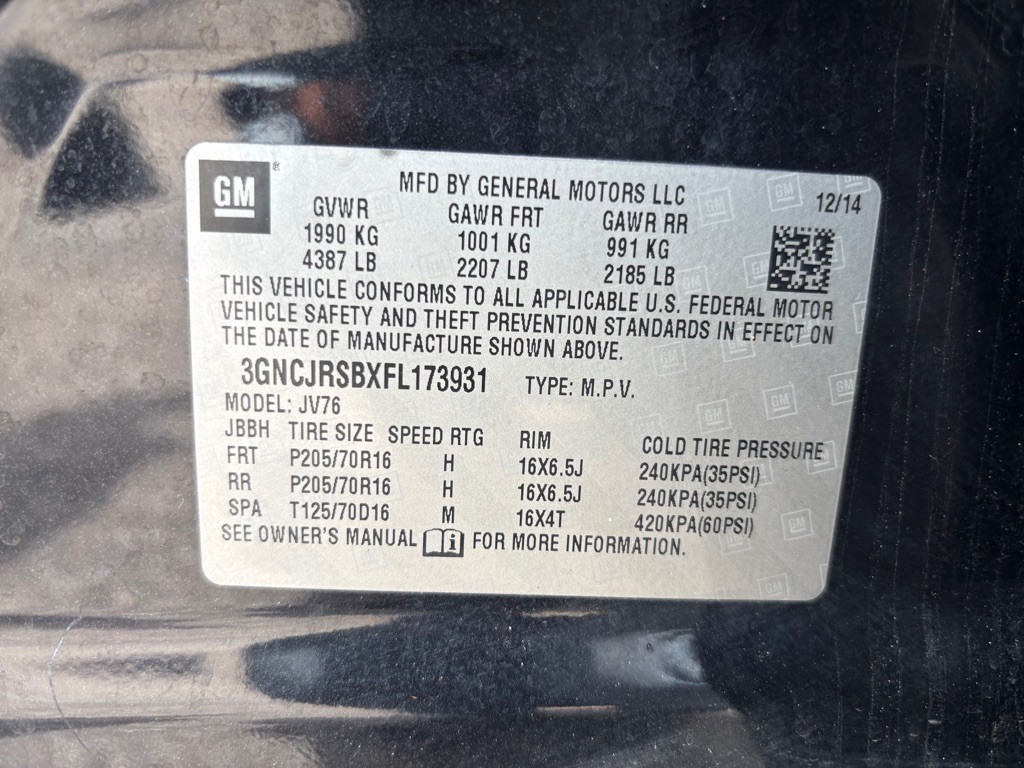 GM ®
MFD BY GENERAL MOTORS LLC 12/14
GVWR GAWR FRT GAWR RR
1990 KG 1001 KG 991 KG
4387 LB 2207 LB 2185 LB
THIS VEHICLE CONFORMS TO ALL APPLICABLE U.S. FEDERAL MOTOR
VEHICLE SAFETY AND THEFT PREVENTION STANDARDS IN EFFECT ON
THE DATE OF MANUFACTURE SHOWN ABOVE.
3GNCJRSBXFL173931 TYPE: M.P.V.
MODEL: JV76
JBBH TIRE SIZE SPEED RTG RIM COLD TIRE PRESSURE
FRT P205/70R16 H 16X6.5J 240KPA(35PSI)
RR P205/70R16 H 16X6.5J 240KPA(35PSI)
SPA T125/70D16 M 16X4T 420KPA(60PSI)
SEE OWNER'S MANUAL i FOR MORE INFORMATION.